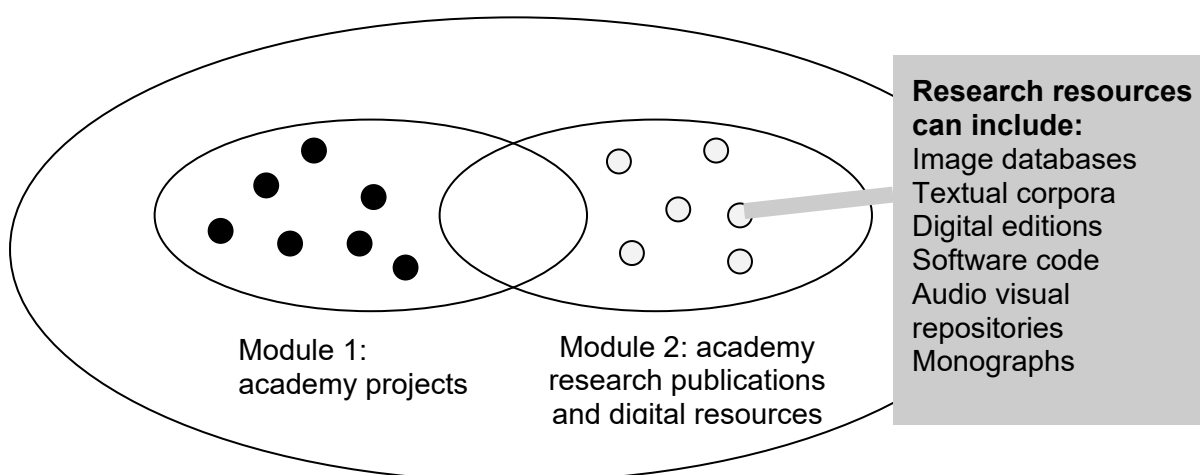 Research resources
can include:
Image databases
Textual corpora
Digital editions
Software code
Audio visual
repositories
Monographs
Module 1:
academy projects
Module 2: academy
research publications
and digital resources